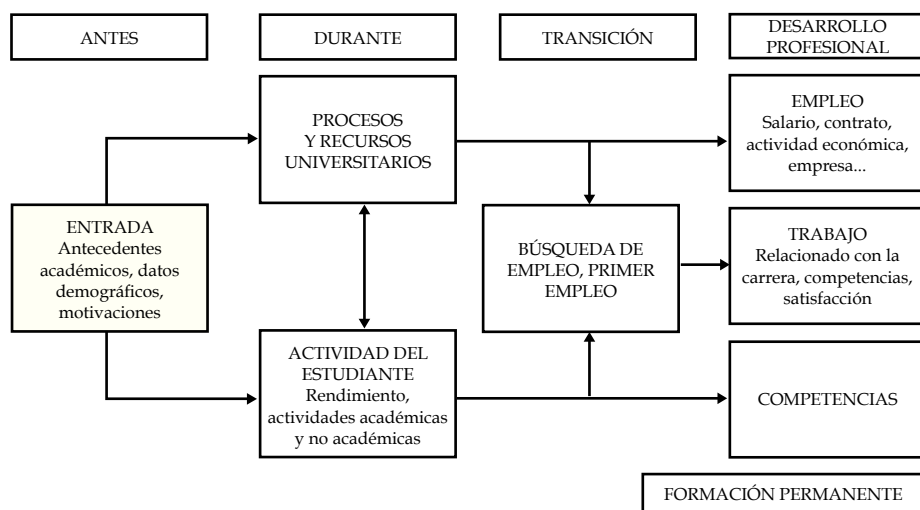 ANTES
DURANTE
TRANSICIÓN
DESARROLLO
PROFESIONAL
ENTRADA
Antecedentes
académicos, datos
demográficos,
motivaciones
PROCESOS
Y RECURSOS
UNIVERSITARIOS
ACTIVIDAD DEL
ESTUDIANTE
Rendimiento,
actividades académicas
y no académicas
BÚSQUEDA DE
EMPLEO, PRIMER
EMPLEO
EMPLEO
Salario, contrato,
actividad económica,
empresa...
TRABAJO
Relacionado con la
carrera, competencias,
satisfacción
COMPETENCIAS
FORMACIÓN PERMANENTE